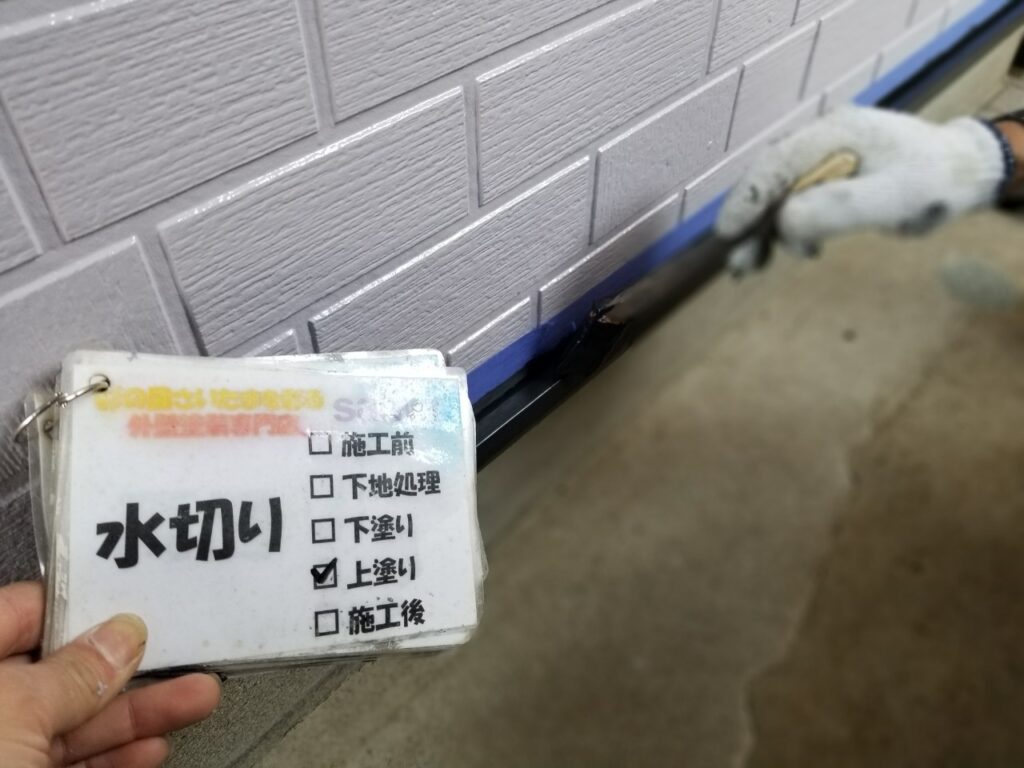 水切り
□ 施工前
□ 下地処理
□ 下塗り
☑ 上塗り
□ 施工後